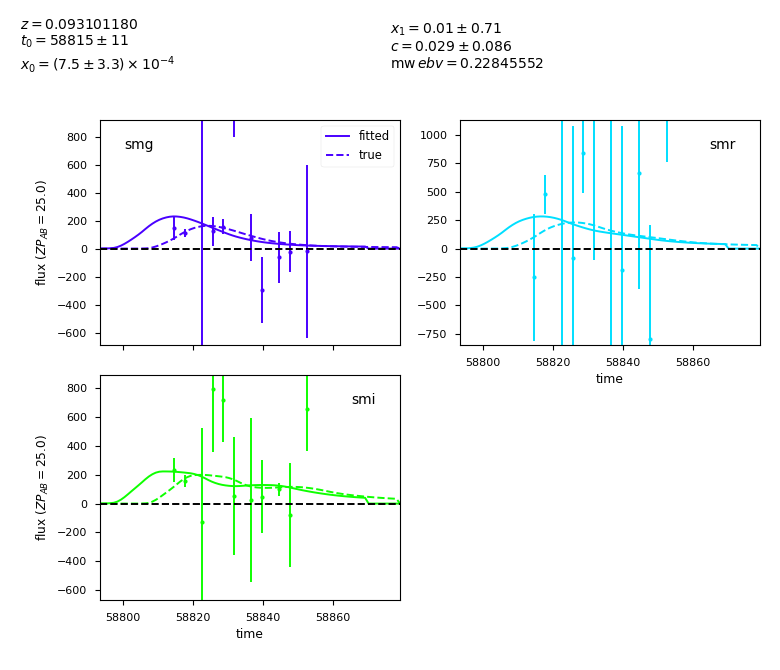 z = 0.093101180
t₀ = 58815 ± 11
x₀ = (7.5 ± 3.3) × 10⁻⁴
x₁ = 0.01 ± 0.71
c = 0.029 ± 0.086
mw ebv = 0.22845552
smg
fitted
true
800
600
400
200
0
−200
−400
−600
flux (ZP_AB = 25.0)
smr
1000
750
500
250
0
−250
−500
−750
58800 58820 58840 58860
time
smi
800
600
400
200
0
−200
−400
−600
flux (ZP_AB = 25.0)
58800 58820 58840 58860
time